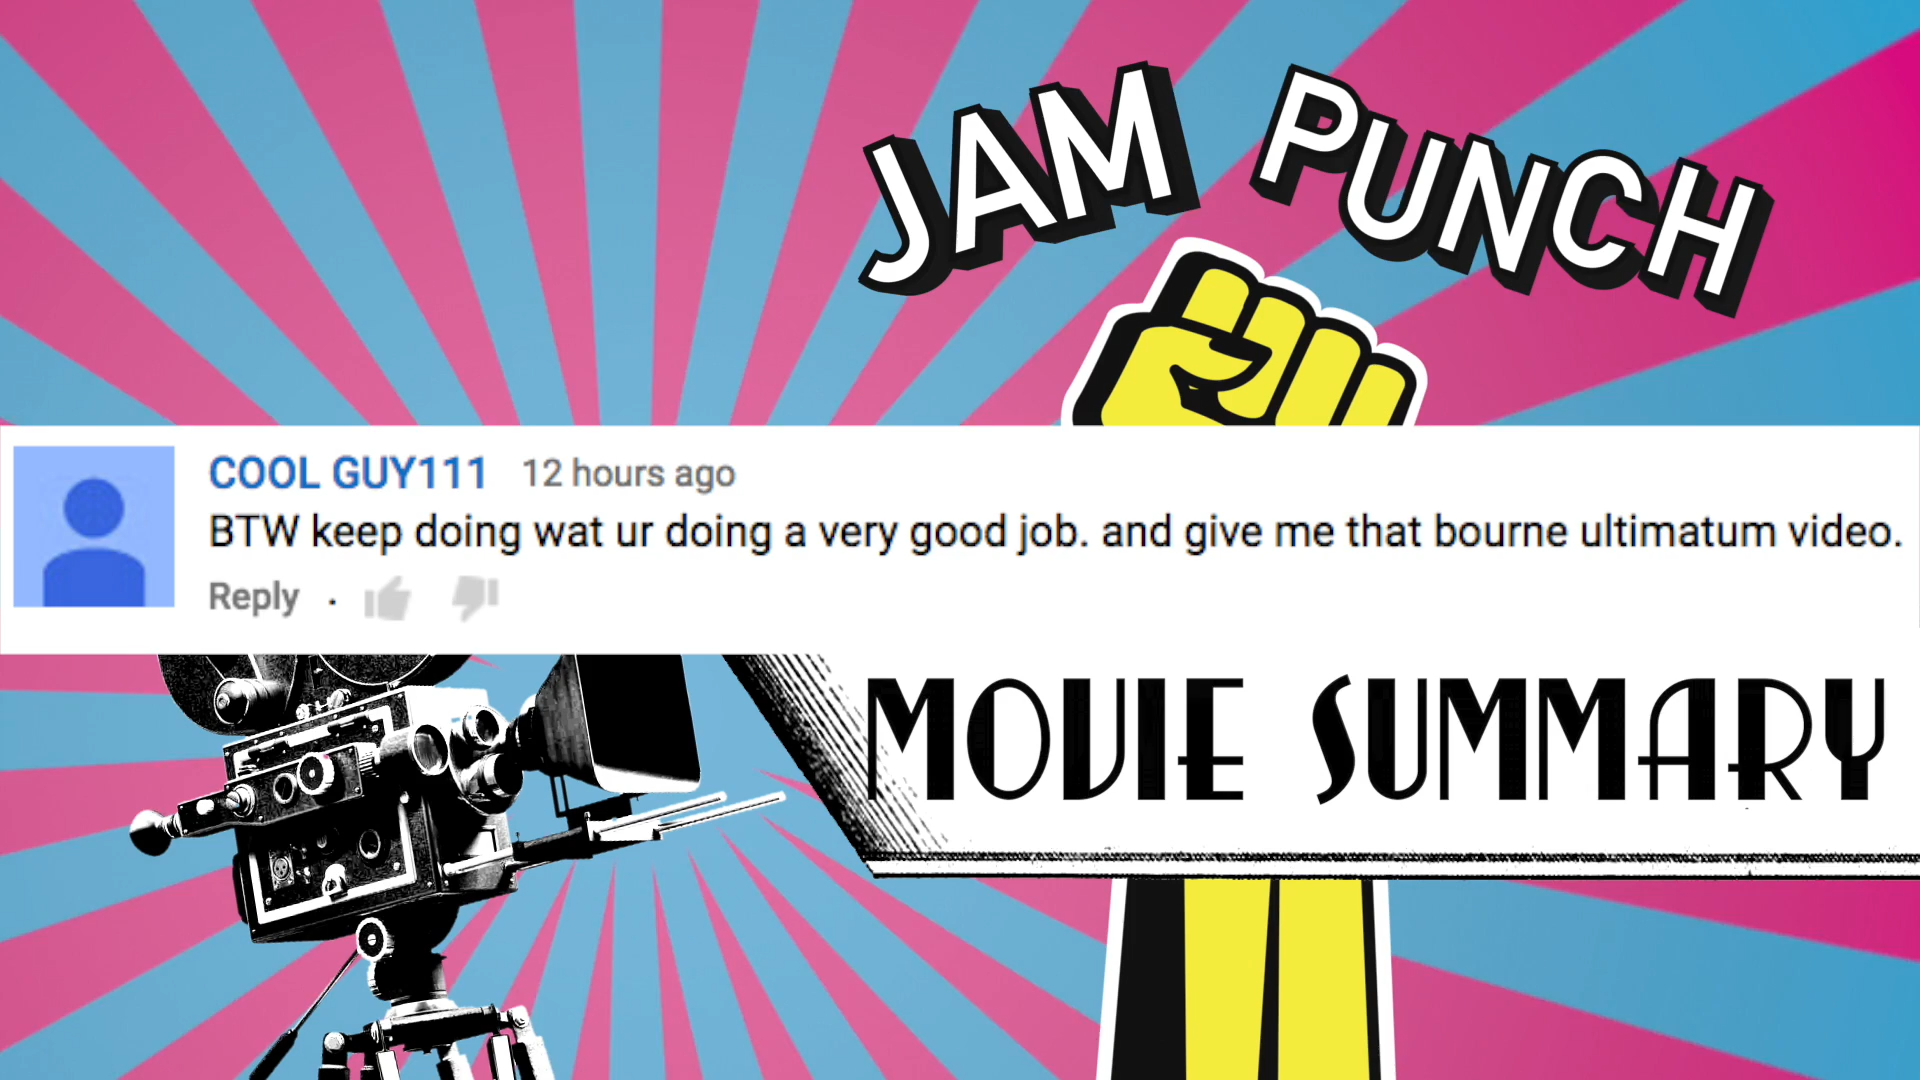 JAM PUNCH
COOL GUY111 12 hours ago
BTW keep doing wat ur doing a very good job. and give me that bourne ultimatum video.
Reply ·
MOVIE SUMMARY